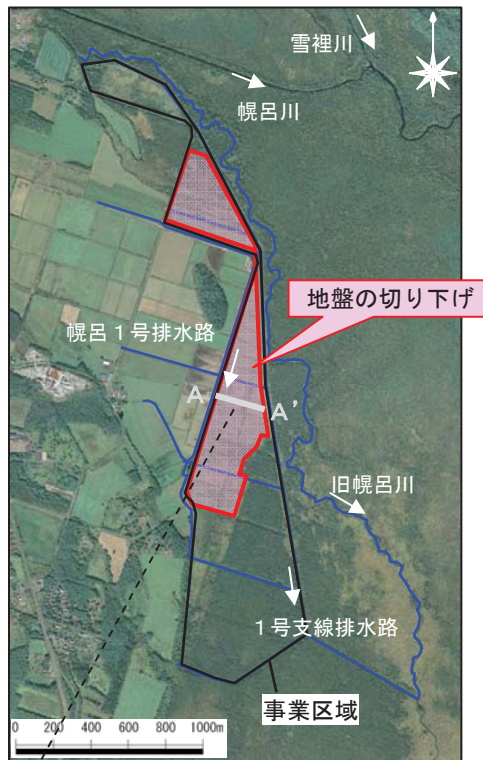 雪裡川
幌呂川
地盤の切り下げ
幌呂1号排水路
A A'
旧幌呂川
1号支線排水路
事業区域
0 200 400 600 800 1000m